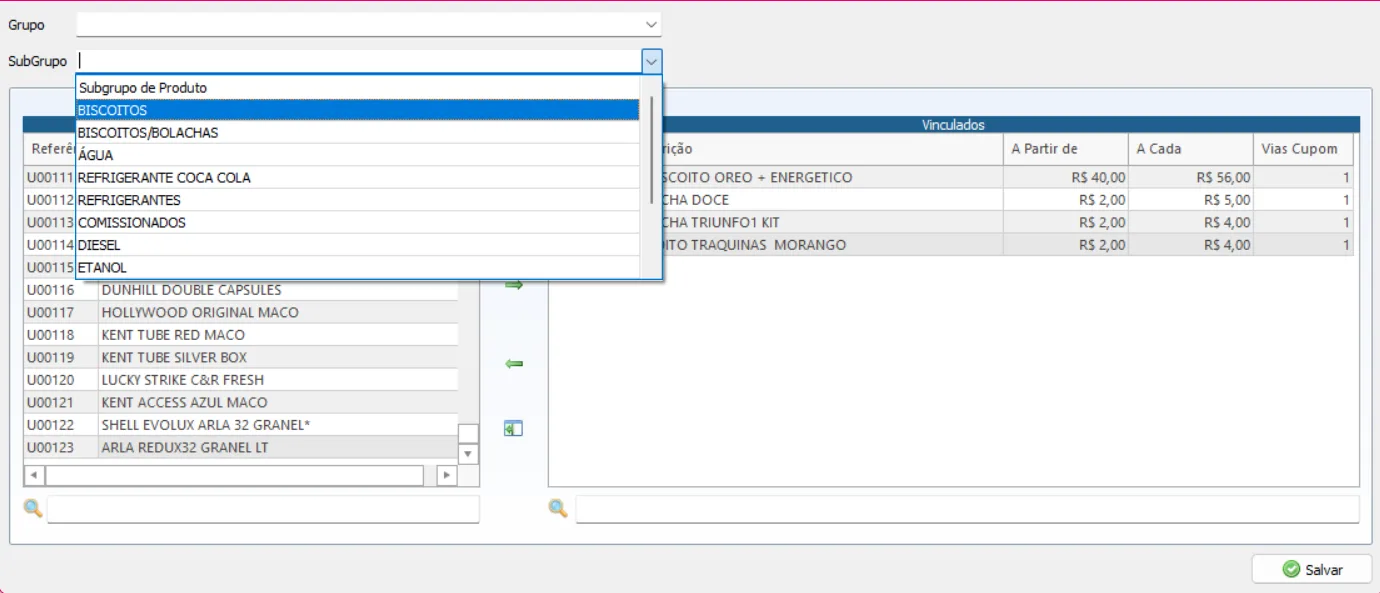 Grupo
SubGrupo
Subgrupo de Produto
BISCOITOS
BISCOITOS/BOLACHAS
ÁGUA
REFRIGERANTE COCA COLA
REFRIGERANTES
COMISSIONADOS
DIESEL
ETANOL
Referê
U00111
U00112
U00113
U00114
U00115
U00116 DUNHILL DOUBLE CAPSULES
U00117 HOLLYWOOD ORIGINAL MACO
U00118 KENT TUBE RED MACO
U00119 KENT TUBE SILVER BOX
U00120 LUCKY STRIKE C&R FRESH
U00121 KENT ACCESS AZUL MACO
U00122 SHELL EVOLUX ARLA 32 GRANEL*
U00123 ARLA REDUX32 GRANEL LT
Vinculados
rição A Partir de A Cada Vias Cupom
SCOITO OREO + ENERGETICO R$ 40,00 R$ 56,00 1
CHA DOCE R$ 2,00 R$ 5,00 1
CHA TRIUNFO1 KIT R$ 2,00 R$ 4,00 1
ITO TRAQUINAS MORANGO R$ 2,00 R$ 4,00 1
Salvar